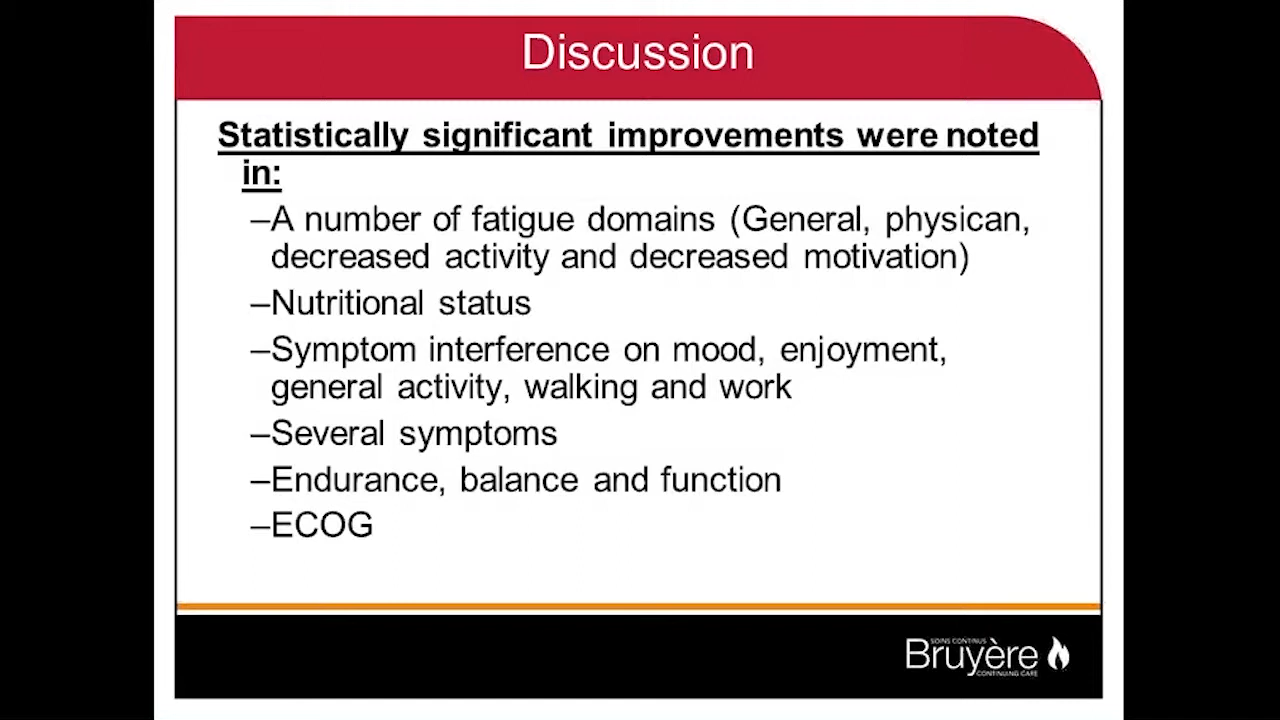 Discussion
Statistically significant improvements were noted
in:
–A number of fatigue domains (General, physican,
decreased activity and decreased motivation)
–Nutritional status
–Symptom interference on mood, enjoyment,
general activity, walking and work
–Several symptoms
–Endurance, balance and function
–ECOG
SOINS CONTINUS
Bruyère
CONTINUING CARE